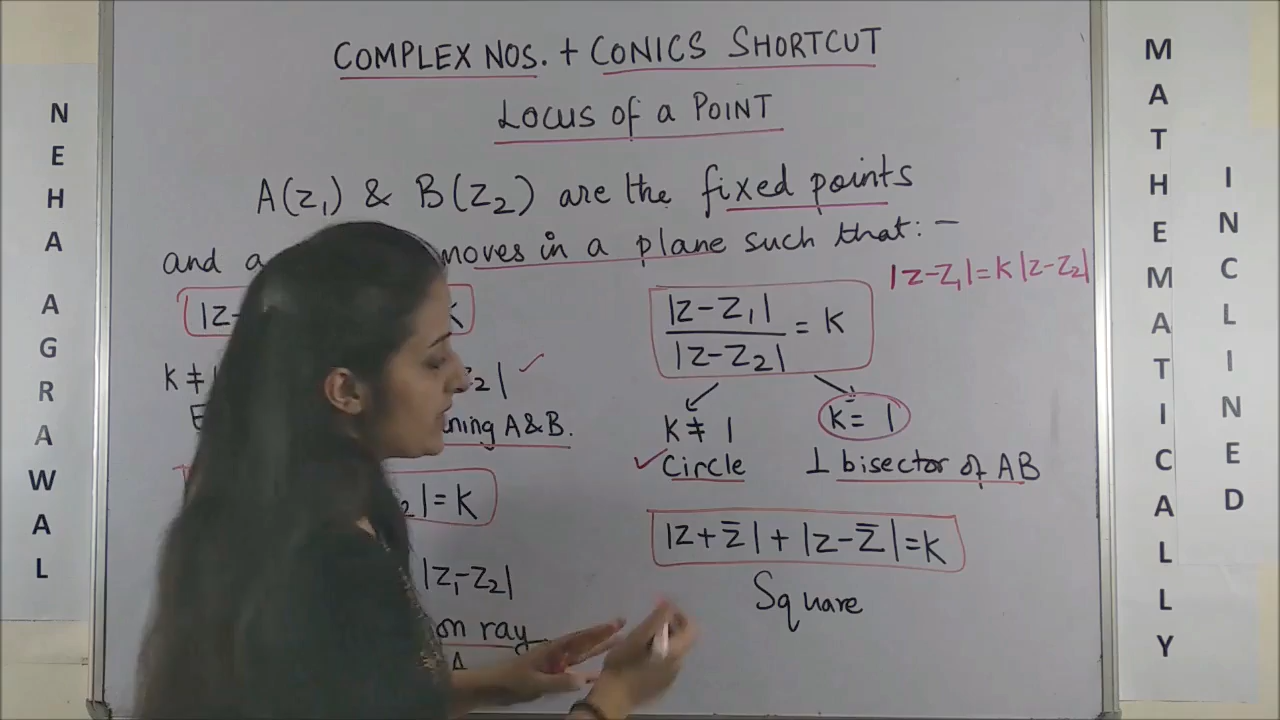 NEHA AGRAWAL
COMPLEX NOS. + CONICS SHORTCUT
LOCUS of a POINT
A(z₁) & B(z₂) are the fixed points
and a moves in a plane such that :-
|z-z₁|=K|z-z₂|
|z- K
K≠ z₂| ✓
E ning A&B.
₂|=K
|z₁-z₂|
on ray
A
|z-z₁| / |z-z₂| = K
K≠1 K=1
✓Circle ⊥ bisector of AB
|z+z̄|+|z-z̄|=K
Square
MATHEMATICALLY
INCLINED